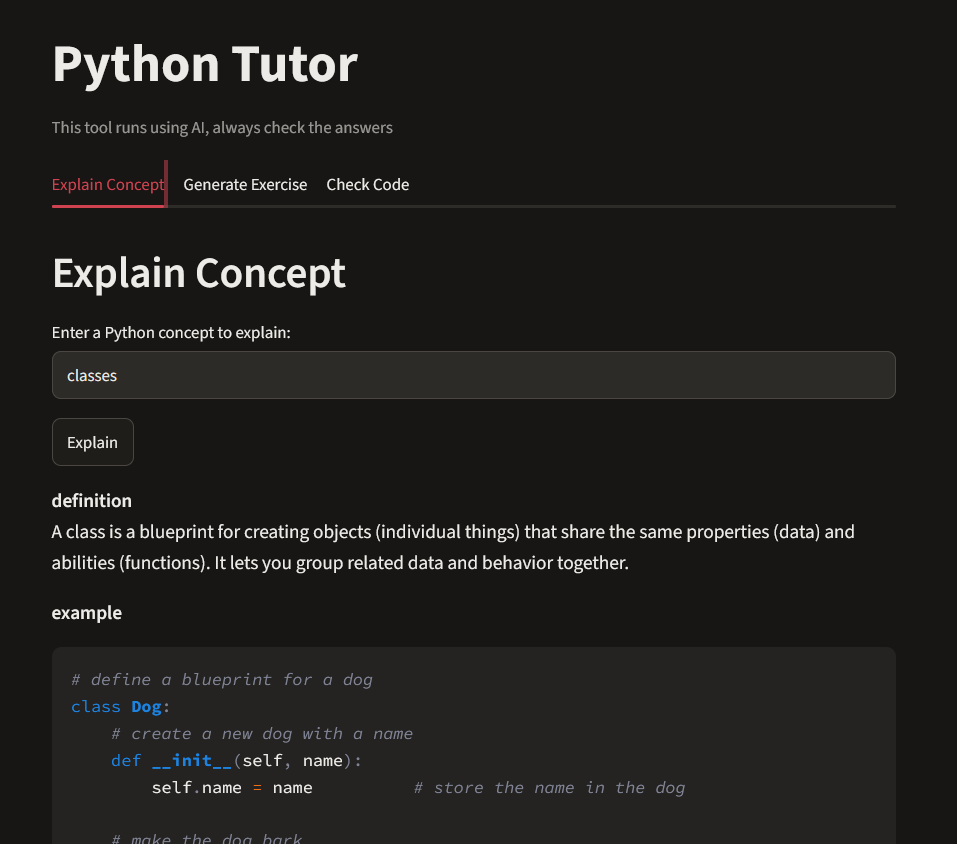 Python Tutor
This tool runs using AI, always check the answers
Explain Concept Generate Exercise Check Code
Explain Concept
Enter a Python concept to explain:
classes
Explain
definition
A class is a blueprint for creating objects (individual things) that share the same properties (data) and
abilities (functions). It lets you group related data and behavior together.
example
# define a blueprint for a dog
class Dog:
    # create a new dog with a name
    def __init__(self, name):
        self.name = name          # store the name in the dog
    # make the dog bark